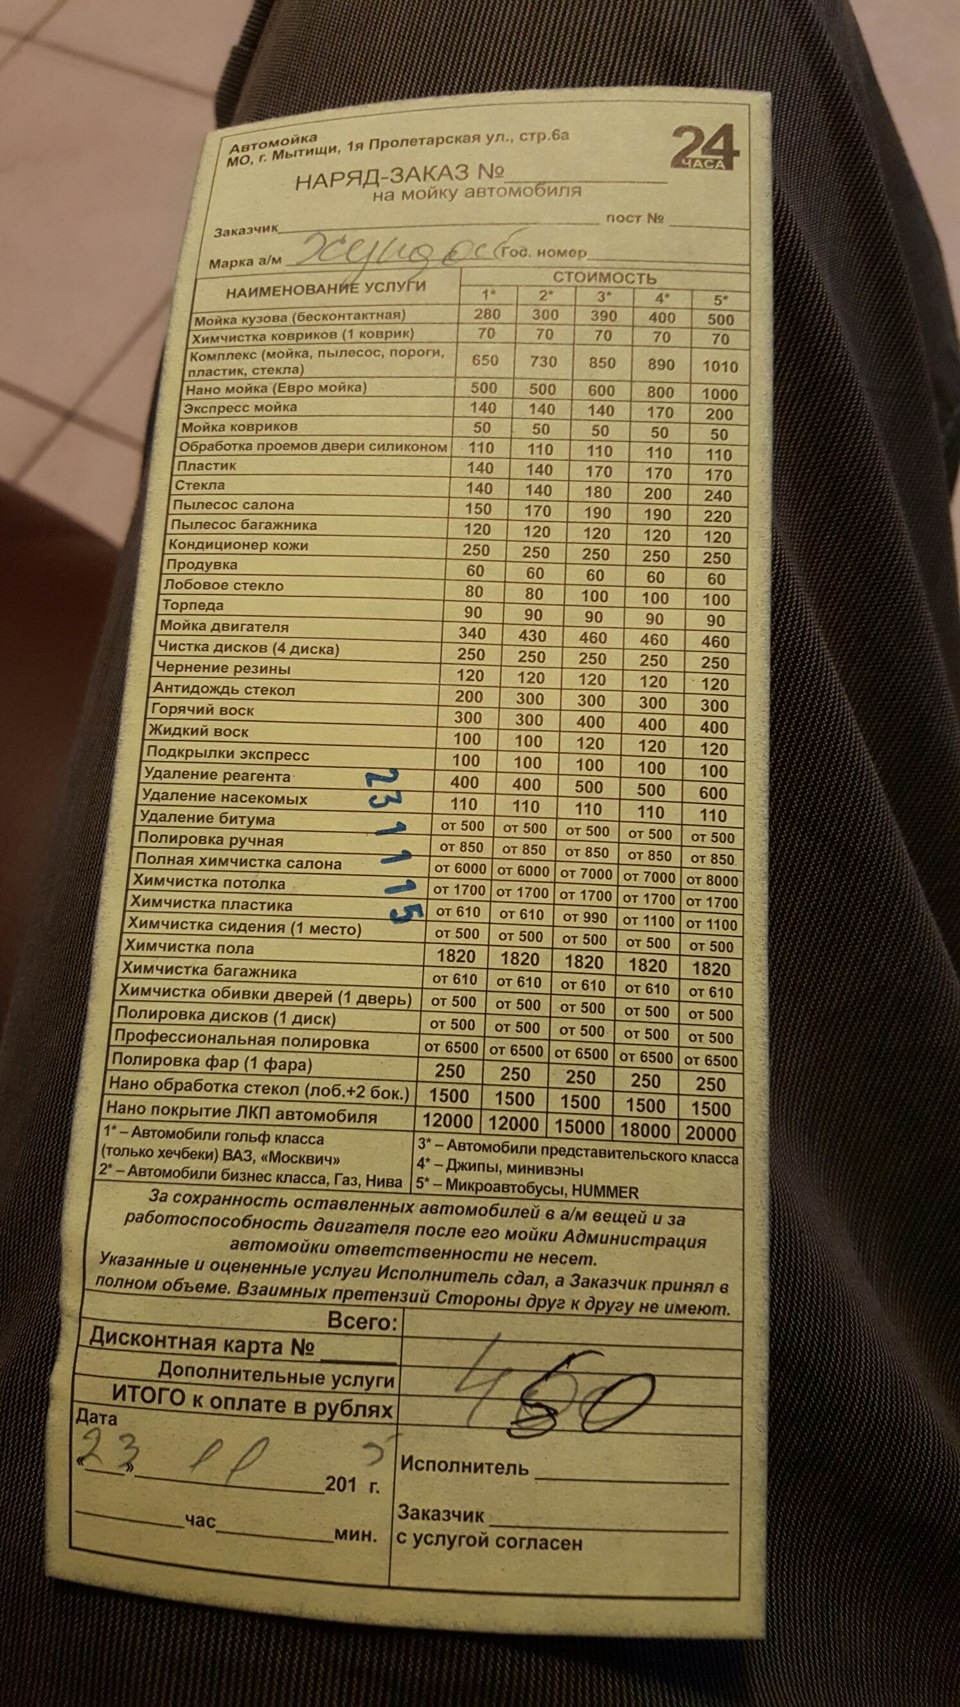 Автомойка
МО, г. Мытищи, 1я Пролетарская ул., стр.6а
24
ЧАСА
НАРЯД-ЗАКАЗ №
на мойку автомобиля
Заказчик пост №
Марка а/м Гос. номер
НАИМЕНОВАНИЕ УСЛУГИ СТОИМОСТЬ
1* 2* 3* 4* 5*
Мойка кузова (бесконтактная) 280 300 390 400 500
Химчистка ковриков (1 коврик) 70 70 70 70 70
Комплекс (мойка, пылесос, пороги,
пластик, стекла) 650 730 850 890 1010
Нано мойка (Евро мойка) 500 500 600 800 1000
Экспресс мойка 140 140 140 170 200
Мойка ковриков 50 50 50 50 50
Обработка проемов двери силиконом 110 110 110 110 110
Пластик 140 140 170 170 170
Стекла 140 140 180 200 240
Пылесос салона 150 170 190 190 220
Пылесос багажника 120 120 120 120 120
Кондиционер кожи 250 250 250 250 250
Продувка 60 60 60 60 60
Лобовое стекло 80 80 100 100 100
Торпеда 90 90 90 90 90
Мойка двигателя 340 430 460 460 460
Чистка дисков (4 диска) 250 250 250 250 250
Чернение резины 120 120 120 120 120
Антидождь стекол 200 300 300 300 300
Горячий воск 300 300 400 400 400
Жидкий воск 100 100 120 120 120
Подкрылки экспресс 100 100 100 100 100
Удаление реагента 400 400 500 500 600
Удаление насекомых 110 110 110 110 110
Удаление битума от 500 от 500 от 500 от 500 от 500
Полировка ручная от 850 от 850 от 850 от 850 от 850
Полная химчистка салона от 6000 от 6000 от 7000 от 7000 от 8000
Химчистка потолка от 1700 от 1700 от 1700 от 1700 от 1700
Химчистка пластика от 610 от 610 от 990 от 1100 от 1100
Химчистка сидения (1 место) от 500 от 500 от 500 от 500 от 500
Химчистка пола 1820 1820 1820 1820 1820
Химчистка багажника от 610 от 610 от 610 от 610 от 610
Химчистка обивки дверей (1 дверь) от 500 от 500 от 500 от 500 от 500
Полировка дисков (1 диск) от 500 от 500 от 500 от 500 от 500
Профессиональная полировка от 6500 от 6500 от 6500 от 6500 от 6500
Полировка фар (1 фара) 250 250 250 250 250
Нано обработка стекол (лоб.+2 бок.) 1500 1500 1500 1500 1500
Нано покрытие ЛКП автомобиля 12000 12000 15000 18000 20000
23 11 15
1* – Автомобили гольф класса
(только хечбеки) ВАЗ, «Москвич»
2* – Автомобили бизнес класса, Газ, Нива
3* – Автомобили представительского класса
4* – Джипы, минивэны
5* – Микроавтобусы, HUMMER
За сохранность оставленных автомобилей в а/м вещей и за
работоспособность двигателя после его мойки Администрация
автомойки ответственности не несет.
Указанные и оцененные услуги Исполнитель сдал, а Заказчик принял в
полном объеме. Взаимных претензий Стороны друг к другу не имеют.
Всего:
Дисконтная карта №
Дополнительные услуги
ИТОГО к оплате в рублях 450
Дата
«23» 11 2015 г.
час мин.
Исполнитель
Заказчик
с услугой согласен